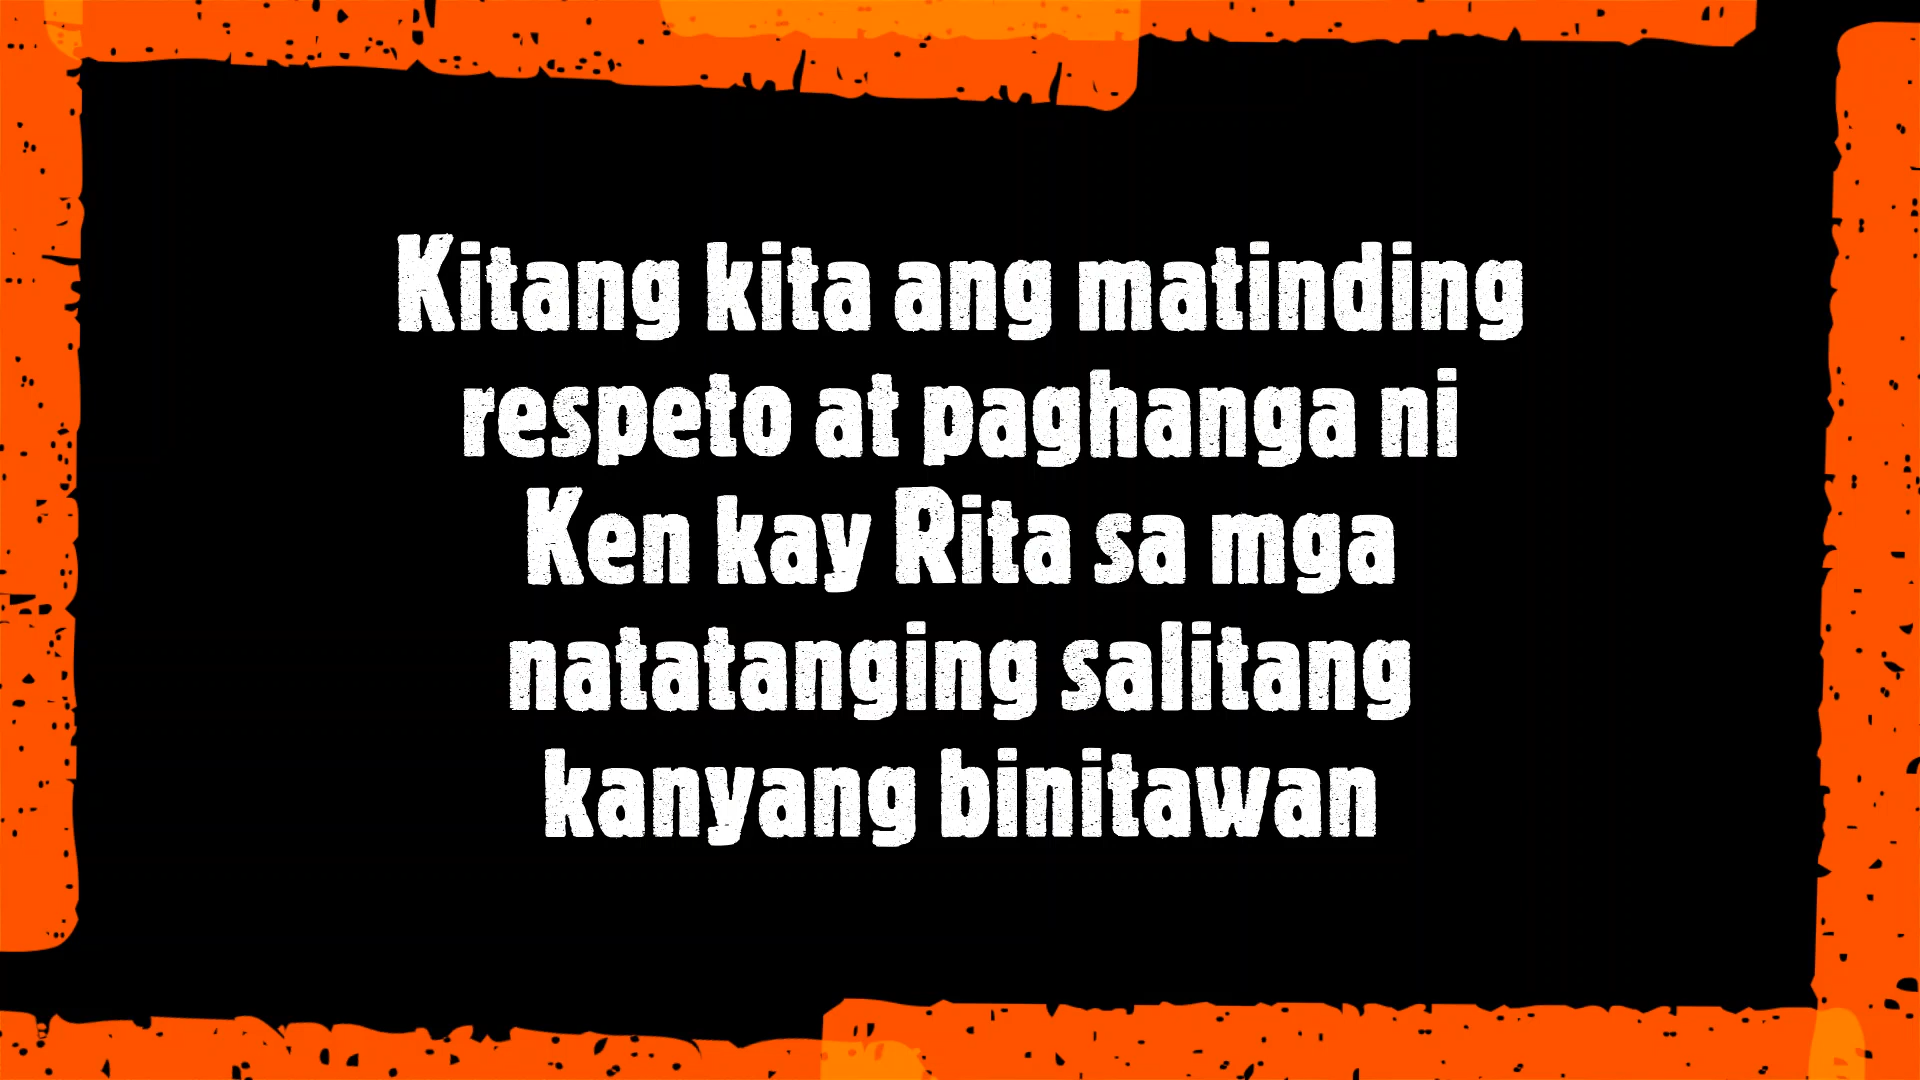 Kitang kita ang matinding
respeto at paghanga ni
Ken kay Rita sa mga
natatanging salitang
kanyang binitawan